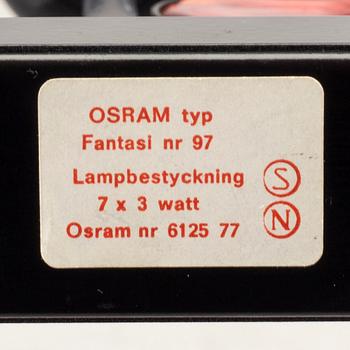 OSRAM typ
Fantasi nr 97
Lampbestyckning
7 x 3 watt
Osram nr 6125 77
S
N